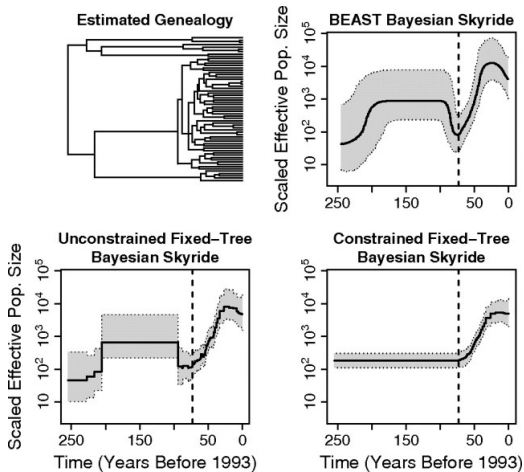 Estimated Genealogy
BEAST Bayesian Skyride
Scaled Effective Pop. Size
10 10^2 10^3 10^4 10^5
250 150 50 0
Unconstrained Fixed−Tree
Bayesian Skyride
Scaled Effective Pop. Size
10 10^2 10^3 10^4 10^5
250 150 50 0
Time (Years Before 1993)
Constrained Fixed−Tree
Bayesian Skyride
10 10^2 10^3 10^4 10^5
250 150 50 0
Time (Years Before 1993)